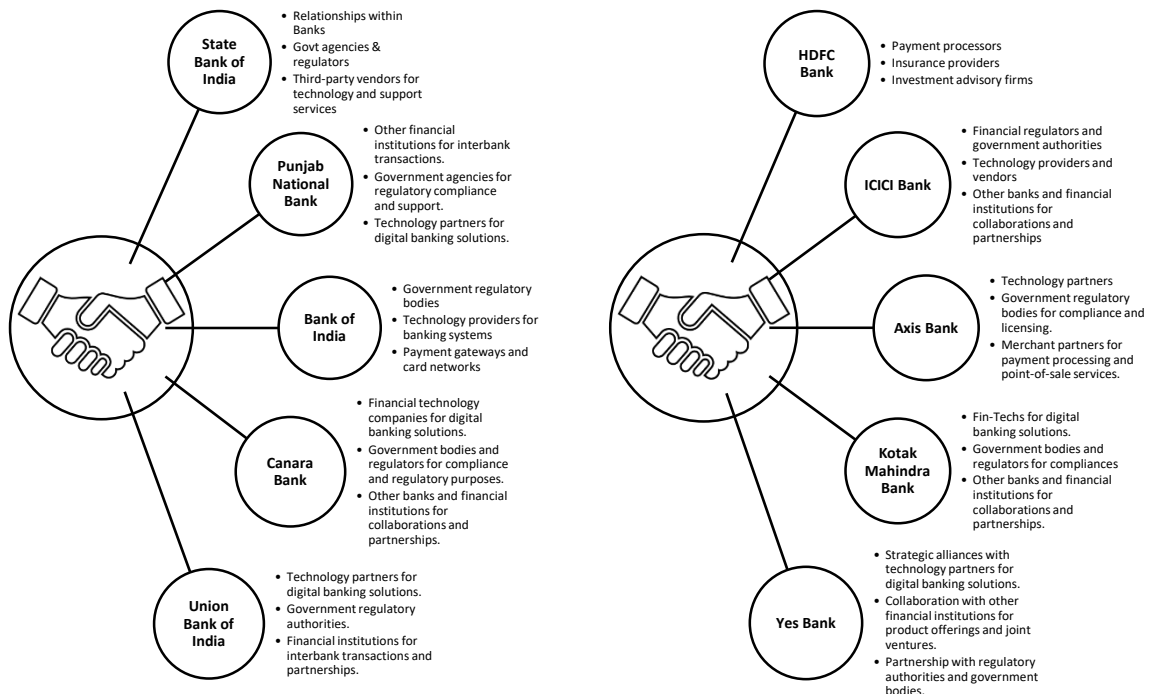 State
Bank of
India
• Relationships within
Banks
• Govt agencies &
regulators
• Third-party vendors for
technology and support
services
Punjab
National
Bank
• Other financial
institutions for interbank
transactions.
• Government agencies for
regulatory compliance
and support.
• Technology partners for
digital banking solutions.
Bank of
India
• Government regulatory
bodies
• Technology providers for
banking systems
• Payment gateways and
card networks
Canara
Bank
• Financial technology
companies for digital
banking solutions.
• Government bodies and
regulators for compliance
and regulatory purposes.
• Other banks and financial
institutions for
collaborations and
partnerships.
Union
Bank of
India
• Technology partners for
digital banking solutions.
• Government regulatory
authorities.
• Financial institutions for
interbank transactions and
partnerships.
HDFC
Bank
• Payment processors
• Insurance providers
• Investment advisory firms
ICICI Bank
• Financial regulators and
government authorities
• Technology providers and
vendors
• Other banks and financial
institutions for
collaborations and
partnerships
Axis Bank
• Technology partners
• Government regulatory
bodies for compliance and
licensing.
• Merchant partners for
payment processing and
point-of-sale services.
Kotak
Mahindra
Bank
• Fin-Techs for digital
banking solutions.
• Government bodies and
regulators for compliances
• Other banks and financial
institutions for
collaborations and
partnerships.
Yes Bank
• Strategic alliances with
technology partners for
digital banking solutions.
• Collaboration with other
financial institutions for
product offerings and joint
ventures.
• Partnership with regulatory
authorities and government
bodies.